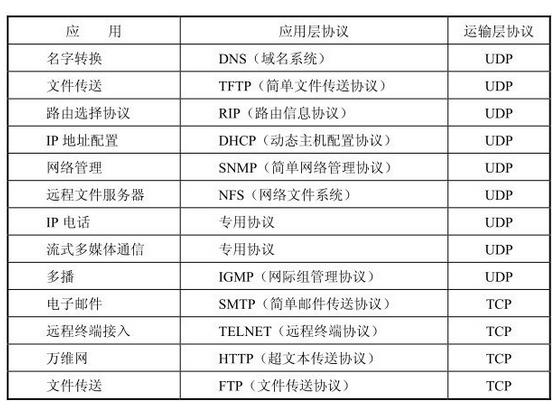 应 用 应用层协议 运输层协议
名字转换 DNS（域名系统） UDP
文件传送 TFTP（简单文件传送协议） UDP
路由选择协议 RIP（路由信息协议） UDP
IP 地址配置 DHCP（动态主机配置协议） UDP
网络管理 SNMP（简单网络管理协议） UDP
远程文件服务器 NFS（网络文件系统） UDP
IP 电话 专用协议 UDP
流式多媒体通信 专用协议 UDP
多播 IGMP（网际组管理协议） UDP
电子邮件 SMTP（简单邮件传送协议） TCP
远程终端接入 TELNET（远程终端协议） TCP
万维网 HTTP（超文本传送协议） TCP
文件传送 FTP（文件传送协议） TCP